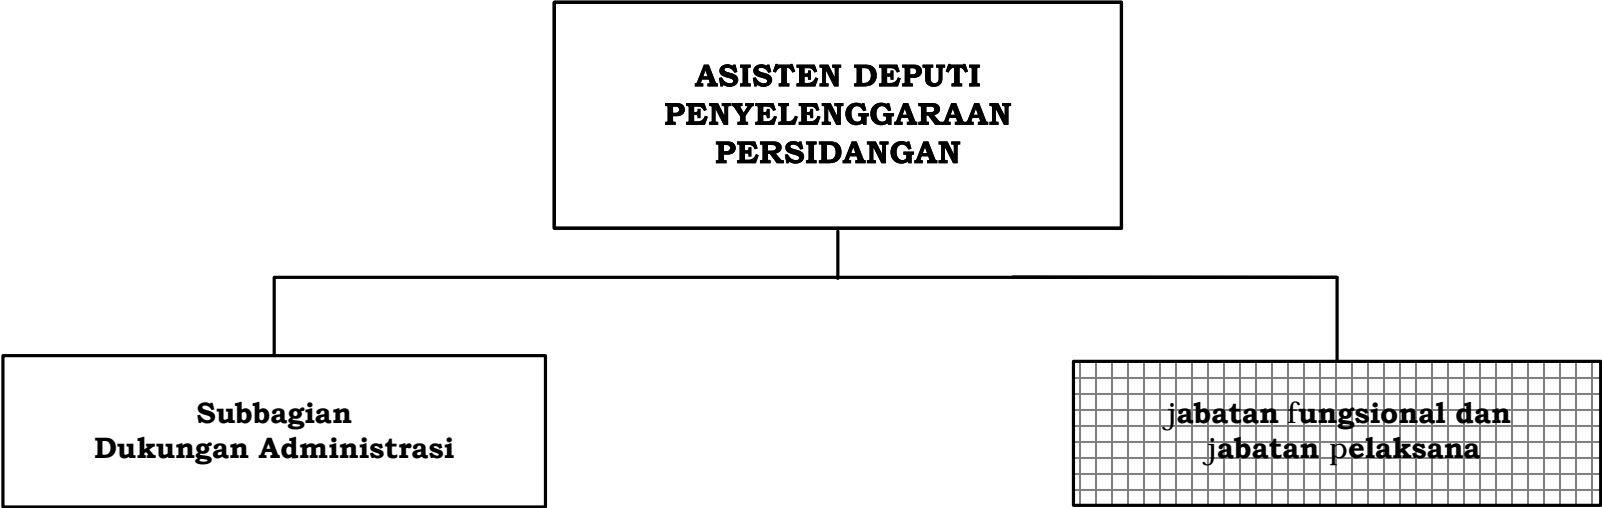 ASISTEN DEPUTI
PENYELENGGARAAN
PERSIDANGAN
Subbagian
Dukungan Administrasi
jabatan fungsional dan
jabatan pelaksana